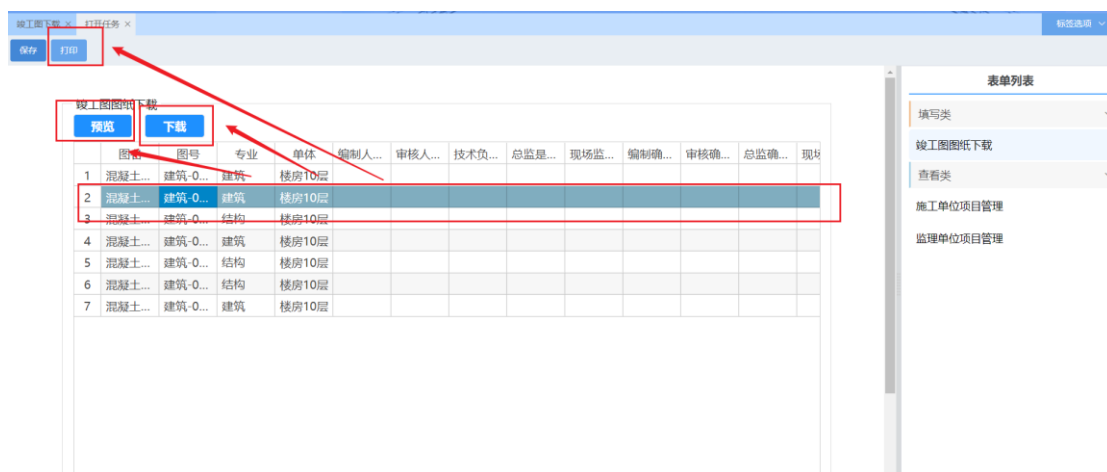 竣工图下载 × 打开任务 × 标签选项
保存 打印
表单列表
竣工图图纸下载
填写类
预览 下载
竣工图图纸下载
图号 专业 单体 编制人... 审核人... 技术负... 总监是... 现场监... 编制确... 审核确... 总监确... 现场
查看类
1 混凝土... 建筑-0... 建筑 楼房10层
2 混凝土... 建筑-0... 建筑 楼房10层
施工单位项目管理
3 混凝土... 建筑-0... 结构 楼房10层
4 混凝土... 建筑-0... 建筑 楼房10层
监理单位项目管理
5 混凝土... 建筑-0... 结构 楼房10层
6 混凝土... 建筑-0... 结构 楼房10层
7 混凝土... 建筑-0... 建筑 楼房10层